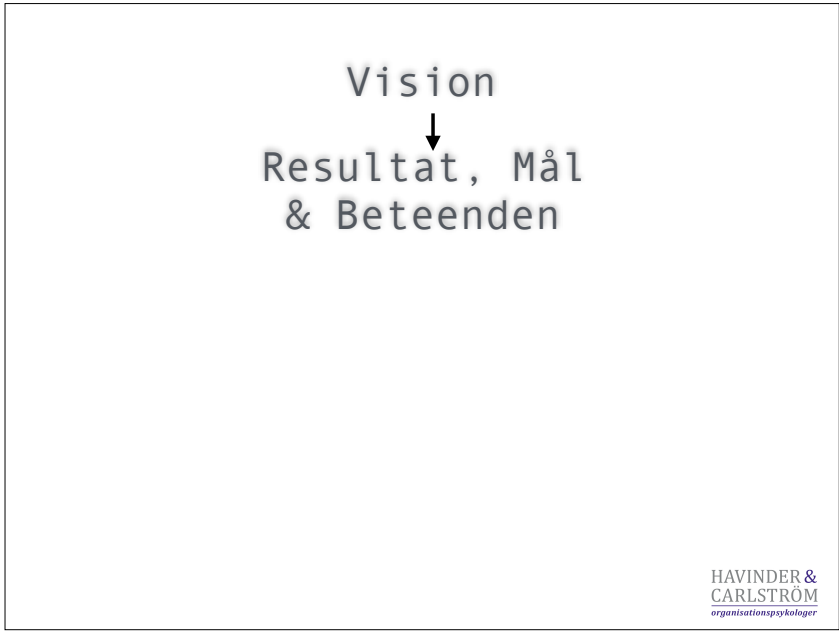 Vision
Resultat, Mål
& Beteenden
HAVINDER &
CARLSTRÖM
organisationspsykologer